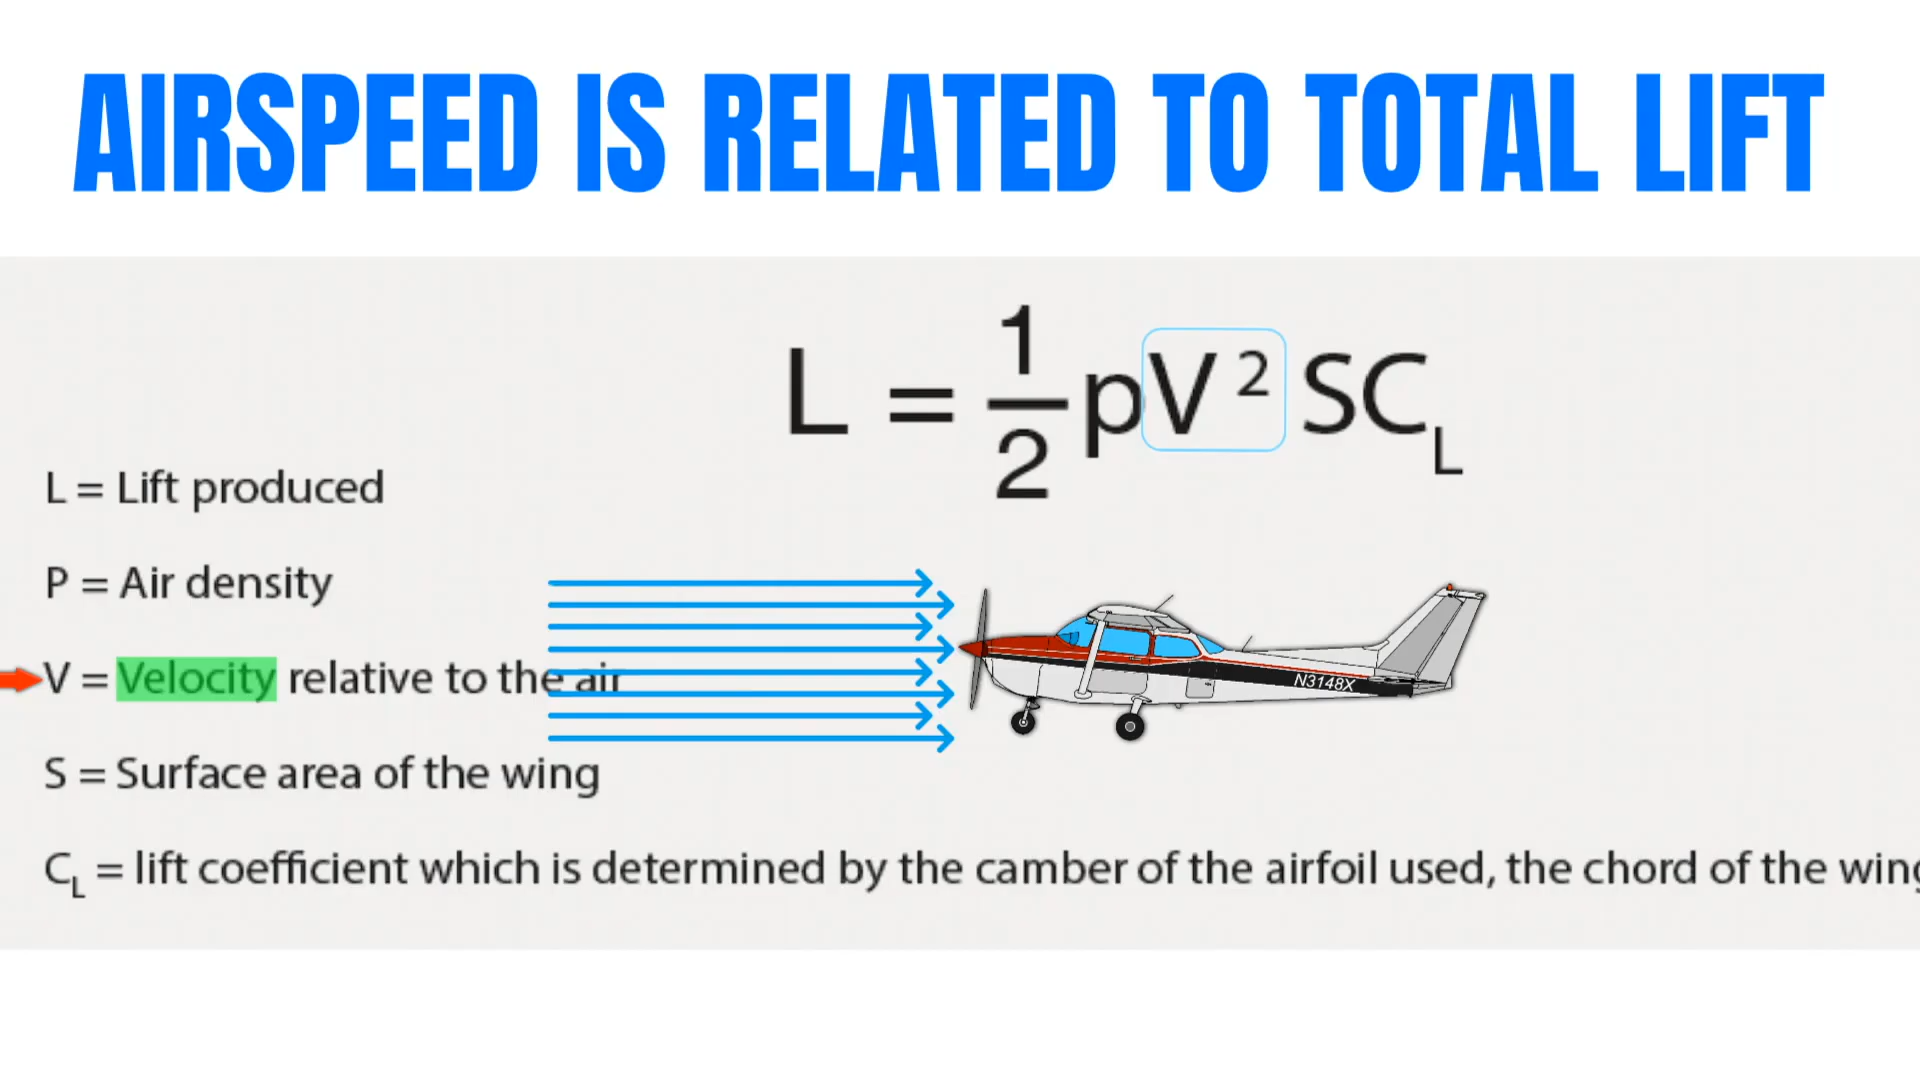 AIRSPEED IS RELATED TO TOTAL LIFT
L = 1/2 pV² SC_L
L = Lift produced
P = Air density
V = Velocity relative to the air
S = Surface area of the wing
C_L = lift coefficient which is determined by the camber of the airfoil used, the chord of the wing
N3148X